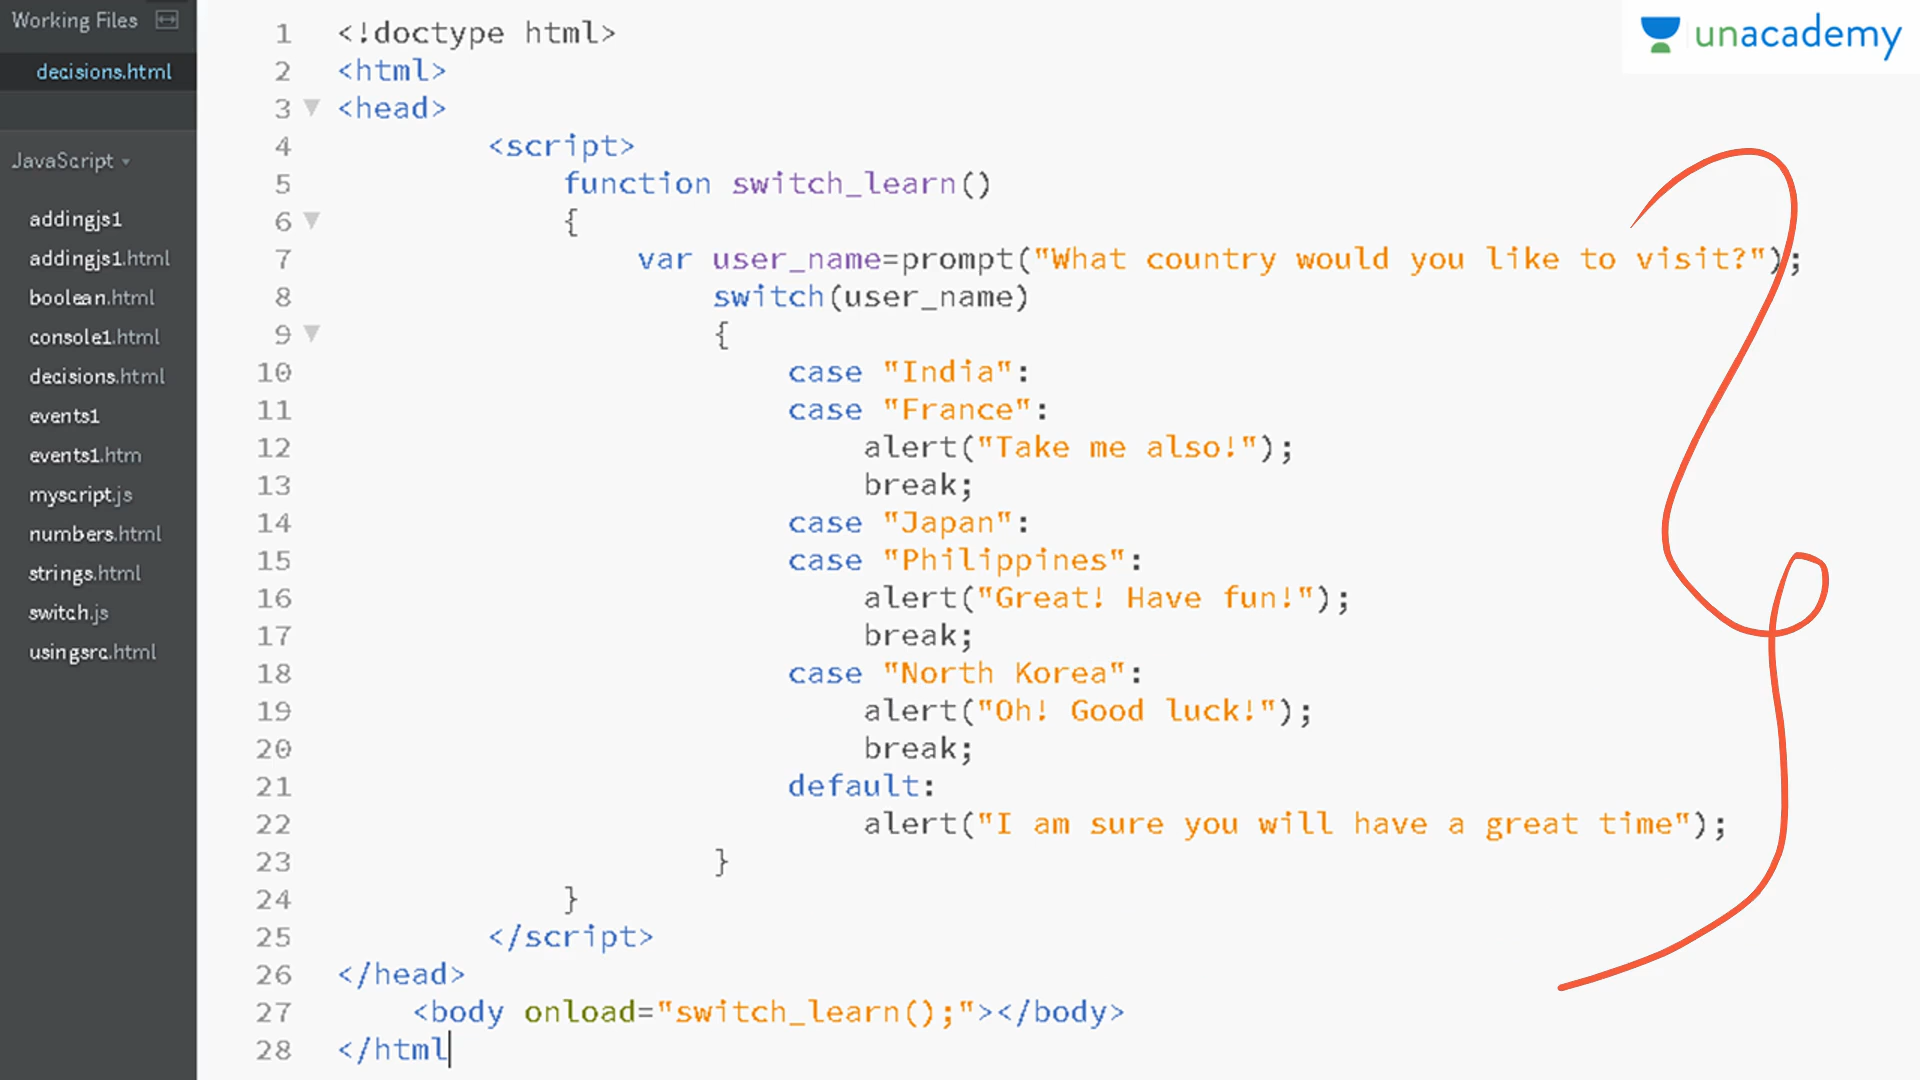 Working Files
decisions.html
JavaScript
addingjs1
addingjs1.html
boolean.html
console1.html
decisions.html
events1
events1.htm
myscript.js
numbers.html
strings.html
switch.js
usingsrc.html
unacademy
1 <!doctype html>
2 <html>
3 <head>
4 <script>
5 function switch_learn()
6 {
7 var user_name=prompt("What country would you like to visit?");
8 switch(user_name)
9 {
10 case "India":
11 case "France":
12 alert("Take me also!");
13 break;
14 case "Japan":
15 case "Philippines":
16 alert("Great! Have fun!");
17 break;
18 case "North Korea":
19 alert("Oh! Good luck!");
20 break;
21 default:
22 alert("I am sure you will have a great time");
23 }
24 }
25 </script>
26 </head>
27 <body onload="switch_learn();"></body>
28 </html